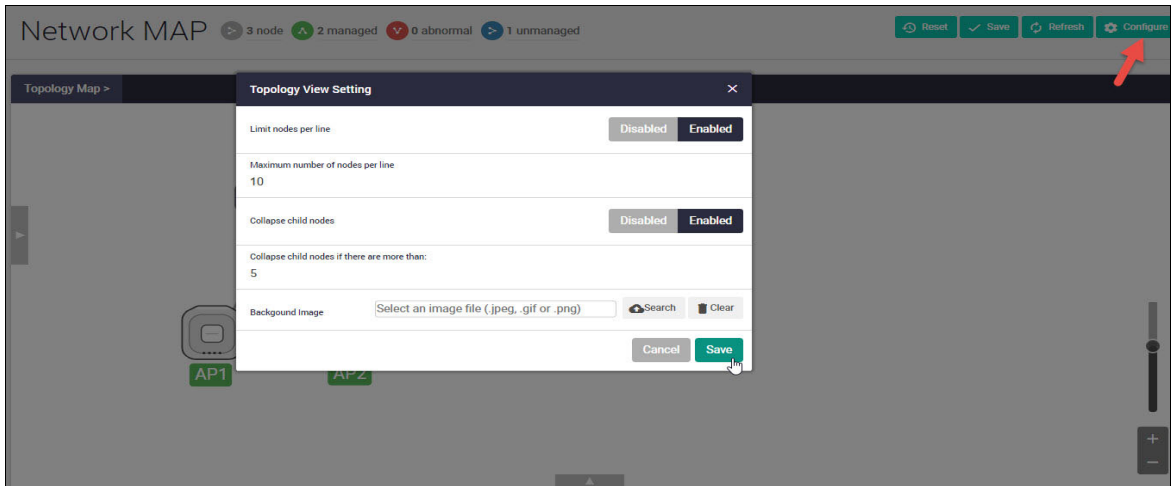 Network MAP 3 node 2 managed 0 abnormal 1 unmanaged Reset Save Refresh Configure
Topology Map >
Topology View Setting ×
Limit nodes per line Disabled Enabled
Maximum number of nodes per line
10
Collapse child nodes Disabled Enabled
Collapse child nodes if there are more than:
5
Backgound Image Select an image file (.jpeg, .gif or .png) Search Clear
Cancel Save
AP1 AP2
+
−